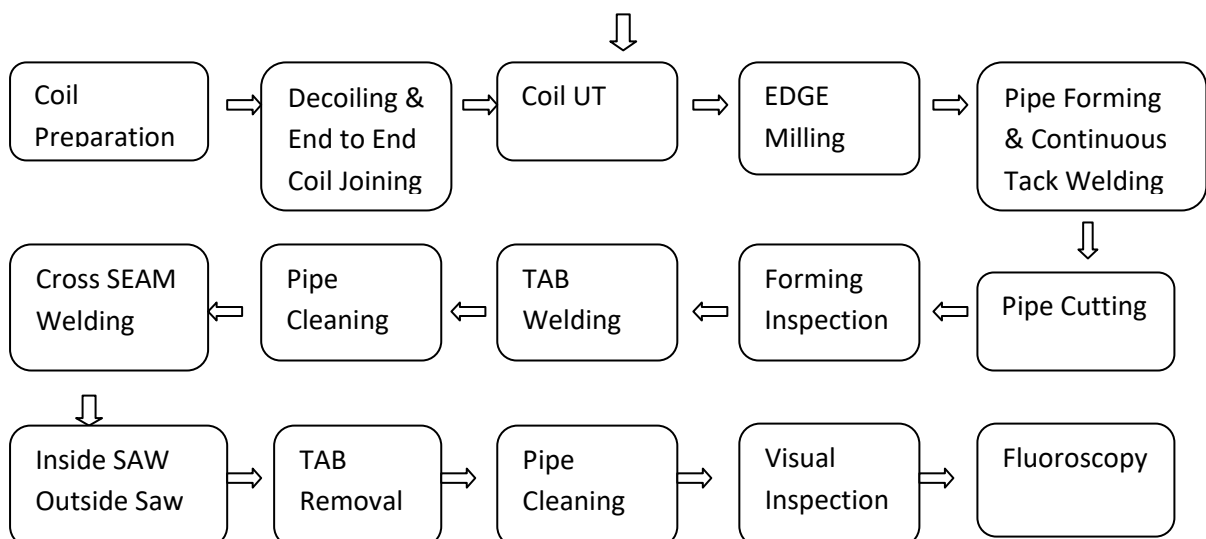 Coil
Preparation
Decoiling &
End to End
Coil Joining
Coil UT
EDGE
Milling
Pipe Forming
& Continuous
Tack Welding
Pipe Cutting
Forming
Inspection
TAB
Welding
Pipe
Cleaning
Cross SEAM
Welding
Inside SAW
Outside Saw
TAB
Removal
Pipe
Cleaning
Visual
Inspection
Fluoroscopy